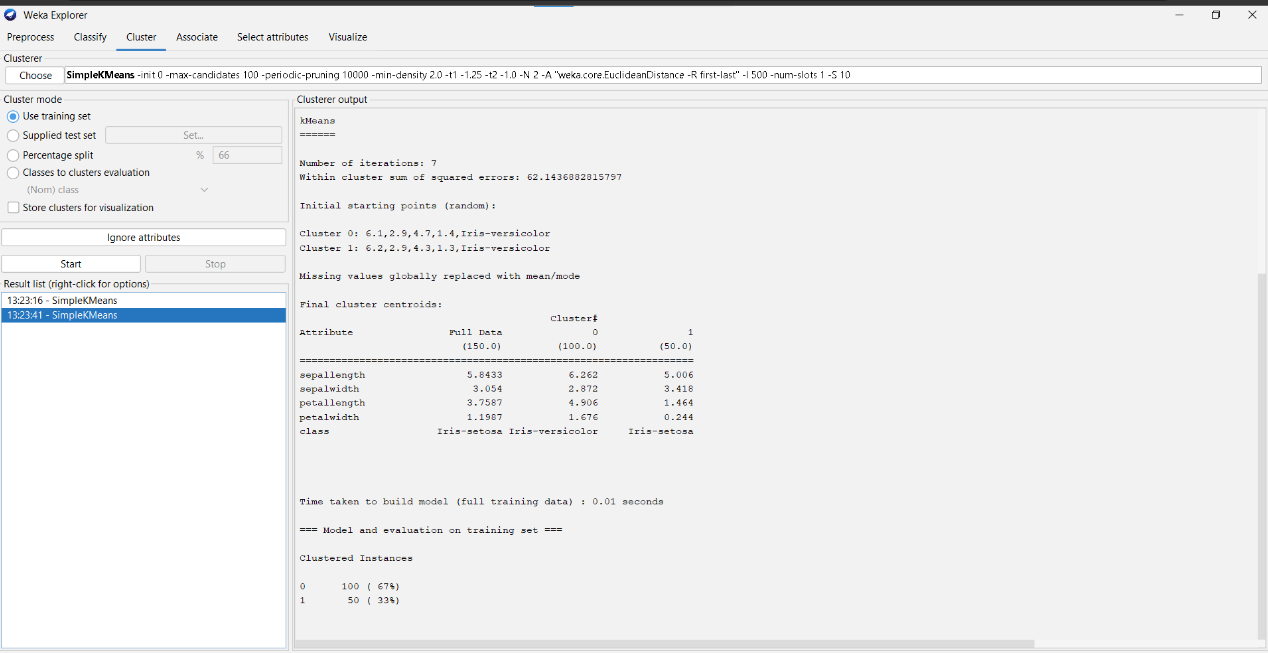 Weka Explorer
Preprocess Classify Cluster Associate Select attributes Visualize
Clusterer
Choose SimpleKMeans -init 0 -max-candidates 100 -periodic-pruning 10000 -min-density 2.0 -t1 -1.25 -t2 -1.0 -N 2 -A "weka.core.EuclideanDistance -R first-last" -I 500 -num-slots 1 -S 10
Cluster mode
Use training set
Supplied test set Set...
Percentage split % 66
Classes to clusters evaluation
(Nom) class
Store clusters for visualization
Ignore attributes
Start Stop
Result list (right-click for options)
13:23:16 - SimpleKMeans
13:23:41 - SimpleKMeans
Clusterer output
kMeans
======
Number of iterations: 7
Within cluster sum of squared errors: 62.1436882815797
Initial starting points (random):
Cluster 0: 6.1,2.9,4.7,1.4,Iris-versicolor
Cluster 1: 6.2,2.9,4.3,1.3,Iris-versicolor
Missing values globally replaced with mean/mode
Final cluster centroids:
Cluster#
Attribute Full Data 0 1
(150.0) (100.0) (50.0)
==================================================================
sepallength 5.8433 6.262 5.006
sepalwidth 3.054 2.872 3.418
petallength 3.7587 4.906 1.464
petalwidth 1.1987 1.676 0.244
class Iris-setosa Iris-versicolor Iris-setosa
Time taken to build model (full training data) : 0.01 seconds
=== Model and evaluation on training set ===
Clustered Instances
0 100 ( 67%)
1 50 ( 33%)